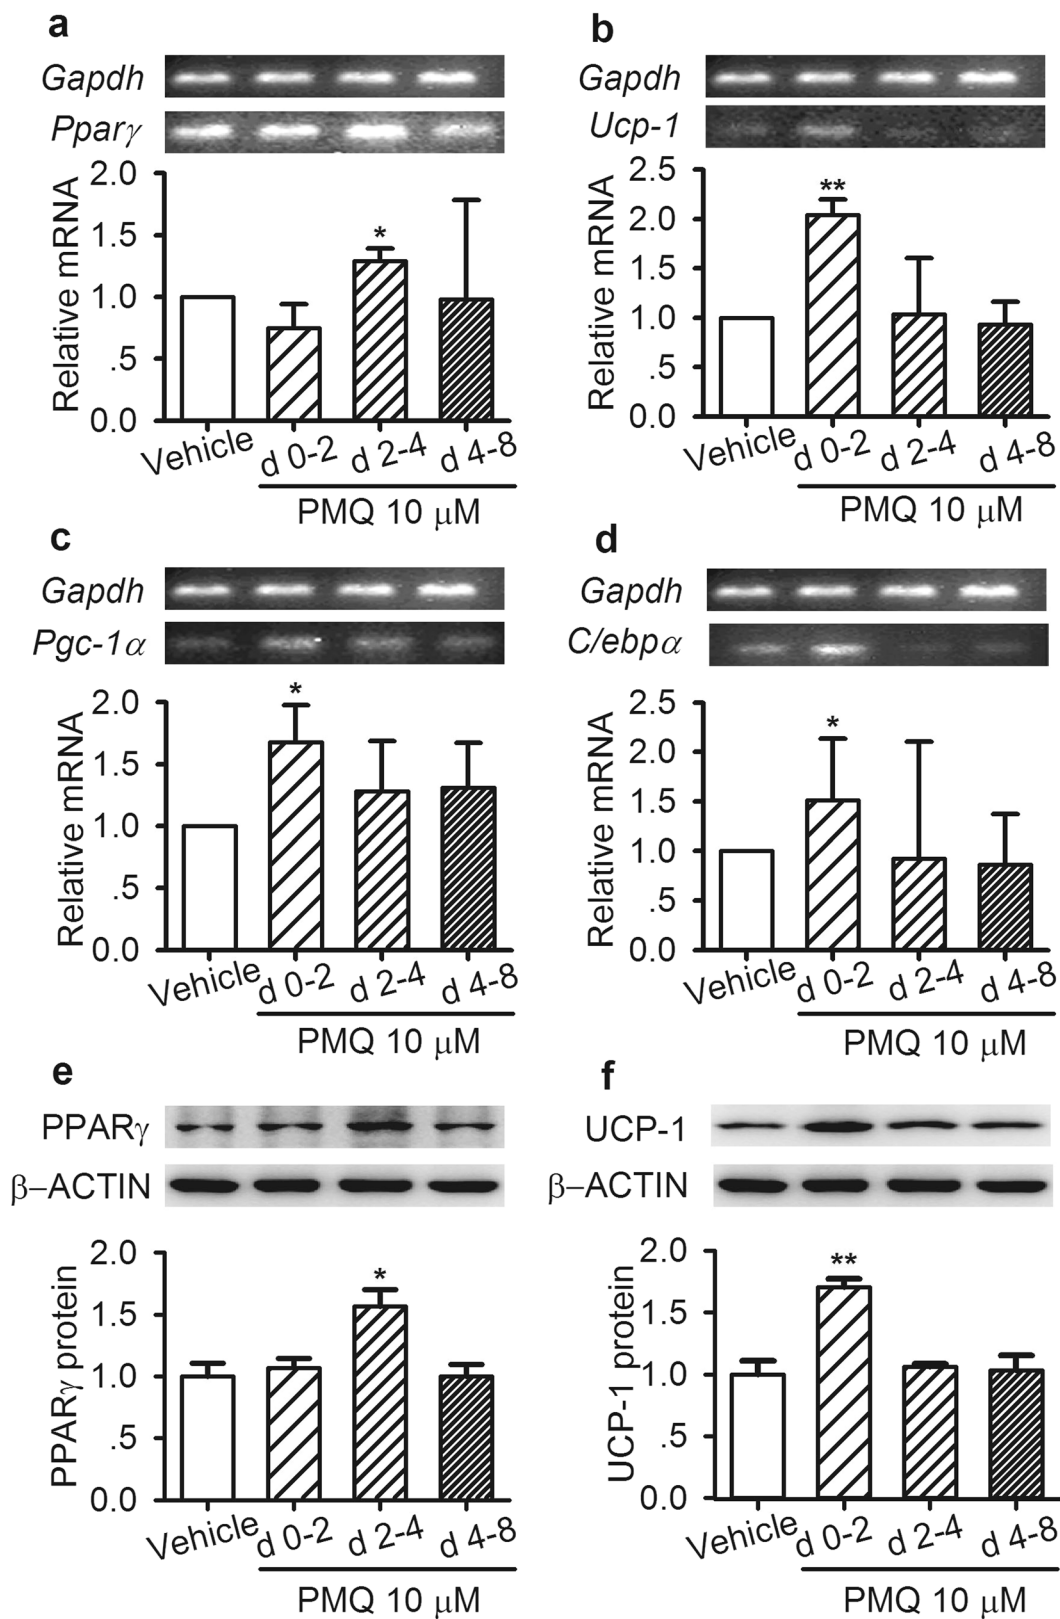 a
Gapdh
Pparγ
Relative mRNA
2.0
1.5
1.0
.5
0.0
*
Vehicle d 0-2 d 2-4 d 4-8
PMQ 10 μM
b
Gapdh
Ucp-1
Relative mRNA
2.5
2.0
1.5
1.0
.5
0.0
**
Vehicle d 0-2 d 2-4 d 4-8
PMQ 10 μM
c
Gapdh
Pgc-1α
Relative mRNA
2.0
1.5
1.0
.5
0.0
*
Vehicle d 0-2 d 2-4 d 4-8
PMQ 10 μM
d
Gapdh
C/ebpα
Relative mRNA
2.5
2.0
1.5
1.0
.5
0.0
*
Vehicle d 0-2 d 2-4 d 4-8
PMQ 10 μM
e
PPARγ
β–ACTIN
PPARγ protein
2.0
1.5
1.0
.5
0.0
*
Vehicle d 0-2 d 2-4 d 4-8
PMQ 10 μM
f
UCP-1
β–ACTIN
UCP-1 protein
2.0
1.5
1.0
.5
0.0
**
Vehicle d 0-2 d 2-4 d 4-8
PMQ 10 μM